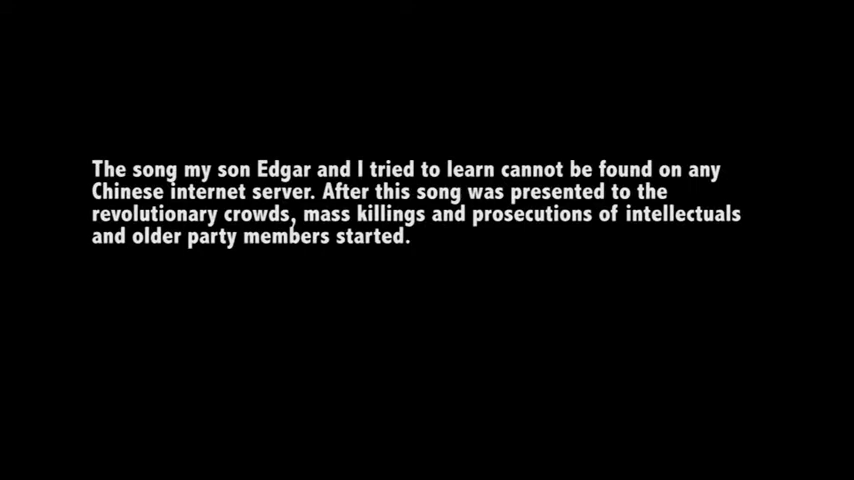 The song my son Edgar and I tried to learn cannot be found on any
Chinese internet server. After this song was presented to the
revolutionary crowds, mass killings and prosecutions of intellectuals
and older party members started.